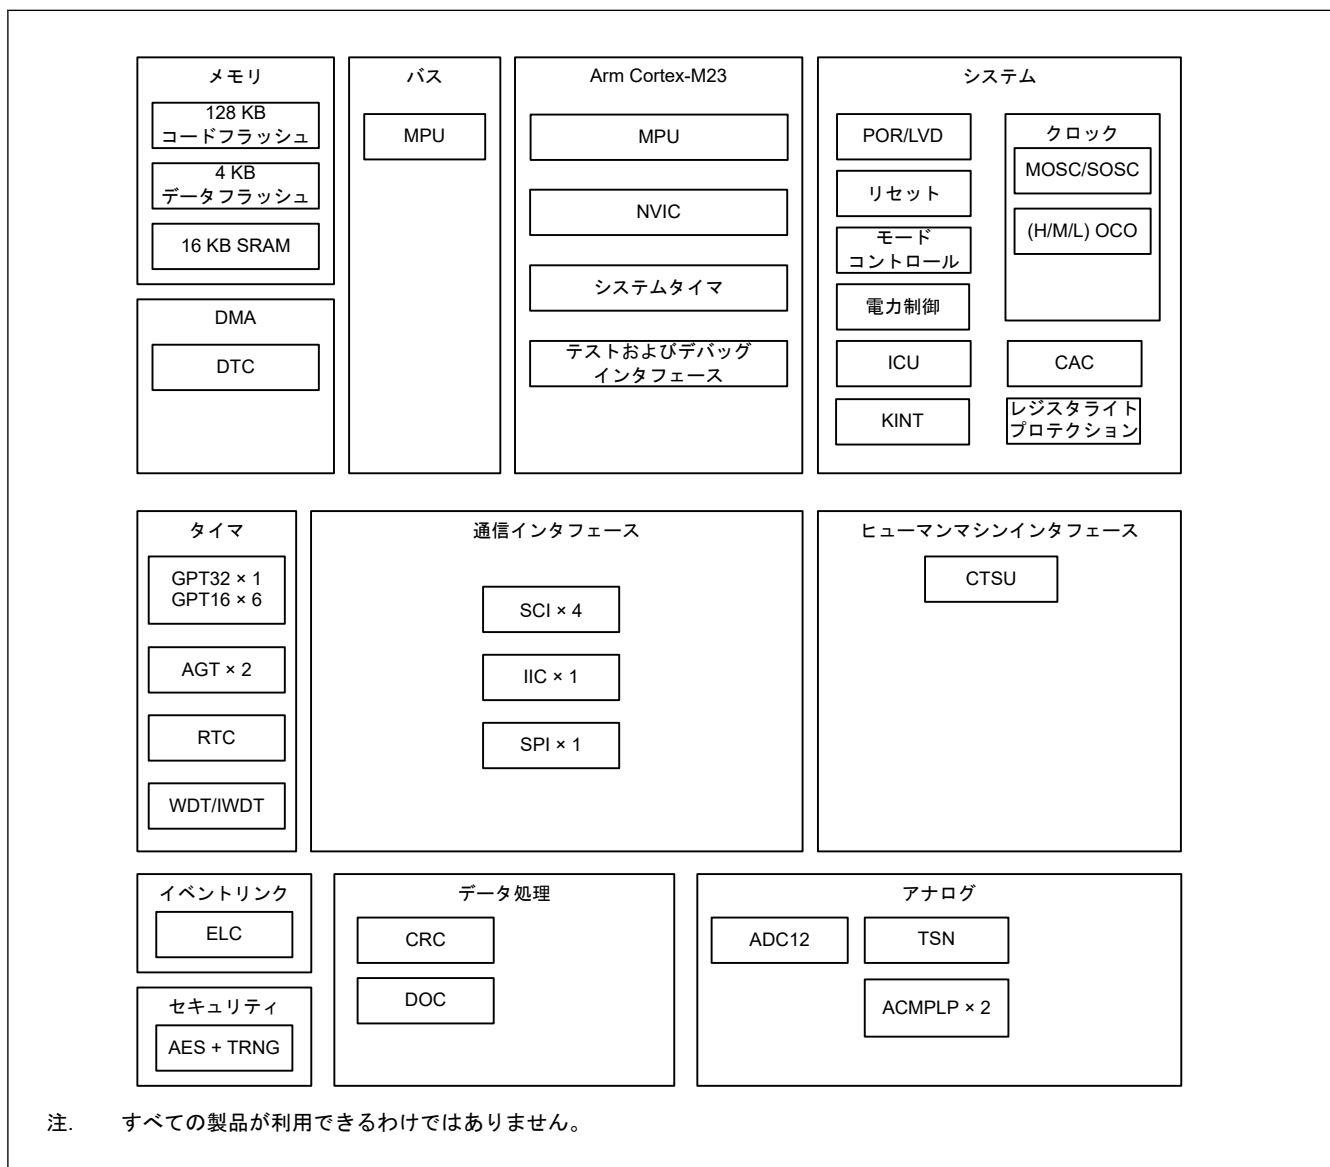 メモリ
128 KB
コードフラッシュ
4 KB
データフラッシュ
16 KB SRAM
DMA
DTC
バス
MPU
Arm Cortex-M23
MPU
NVIC
システムタイマ
テストおよびデバッグ
インタフェース
システム
POR/LVD
リセット
モード
コントロール
電力制御
ICU
KINT
クロック
MOSC/SOSC
(H/M/L) OCO
CAC
レジスタライト
プロテクション
タイマ
GPT32 × 1
GPT16 × 6
AGT × 2
RTC
WDT/IWDT
通信インタフェース
SCI × 4
IIC × 1
SPI × 1
ヒューマンマシンインタフェース
CTSU
イベントリンク
ELC
セキュリティ
AES + TRNG
データ処理
CRC
DOC
アナログ
ADC12
TSN
ACMPLP × 2
注. すべての製品が利用できるわけではありません。